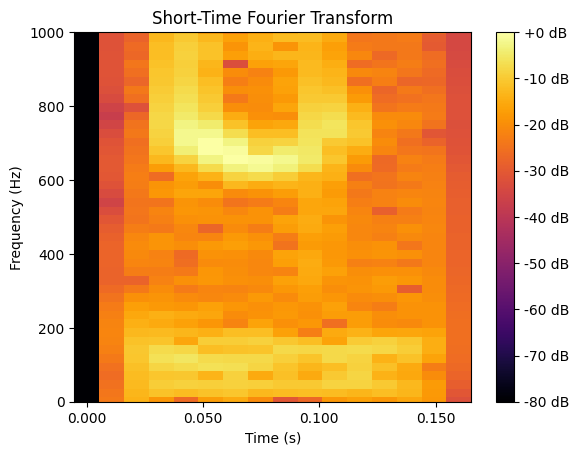 Short-Time Fourier Transform
1000
800
600
400
200
0
Frequency (Hz)
0.000
0.050
0.100
0.150
Time (s)
+0 dB
-10 dB
-20 dB
-30 dB
-40 dB
-50 dB
-60 dB
-70 dB
-80 dB